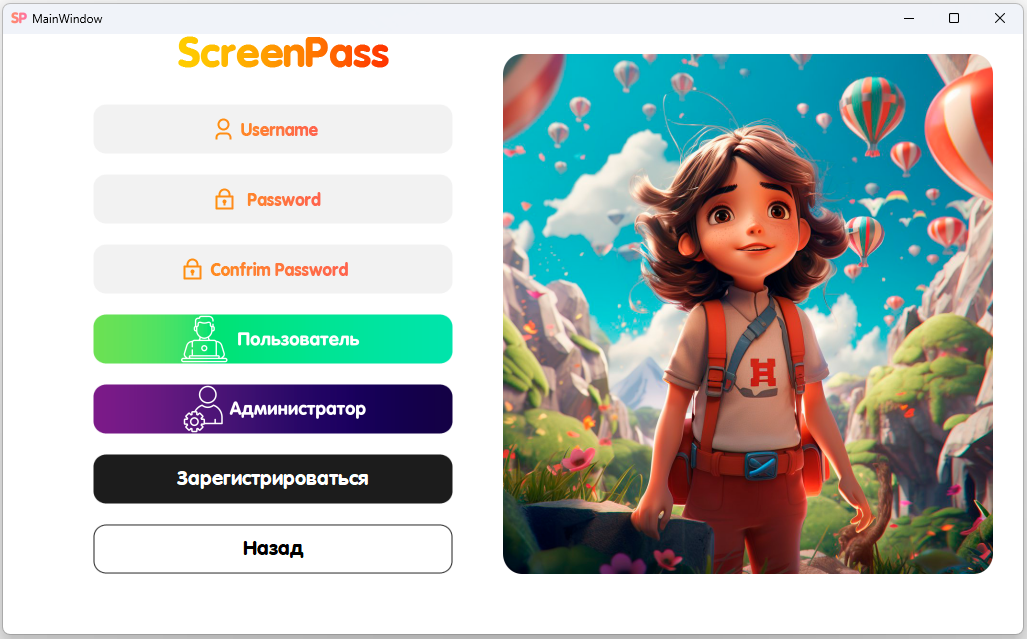 SP MainWindow
ScreenPass
Username
Password
Confrim Password
Пользователь
Администратор
Зарегистрироваться
Назад